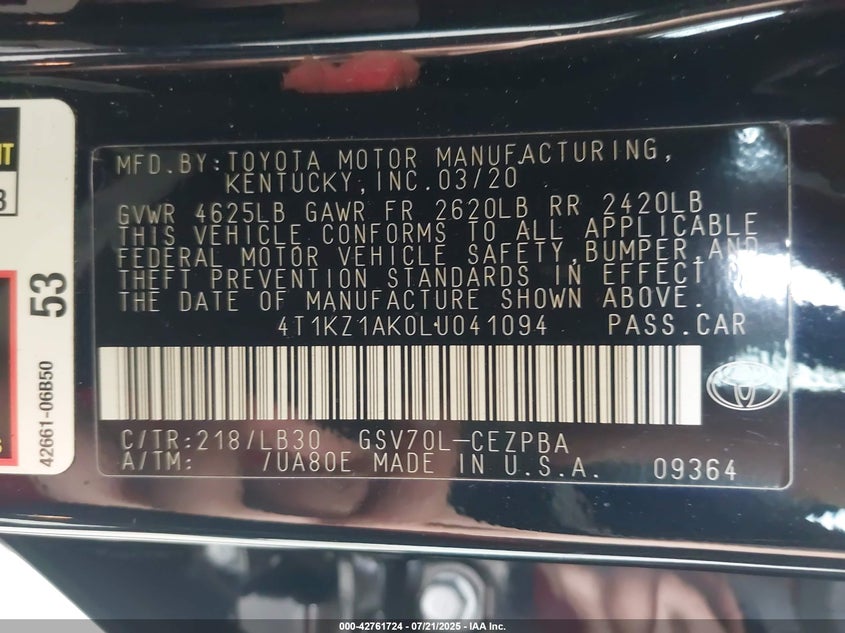 MFD.BY:TOYOTA MOTOR MANUFACTURING,
KENTUCKY,INC.03/20
GVWR 4625LB GAWR FR 2620LB RR 2420LB
THIS VEHICLE CONFORMS TO ALL APPLICABLE
FEDERAL MOTOR VEHICLE SAFETY,BUMPER,AND
THEFT PREVENTION STANDARDS IN EFFECT ON
THE DATE OF MANUFACTURE SHOWN ABOVE.
4T1KZ1AK0LU041094 PASS.CAR
C/TR:218/LB30 GSV70L-CEZPBA
A/TM: 7UA80E MADE IN U.S.A. 09364
53
42661-06B50
000-42761724 - 07/21/2025 - IAA Inc.